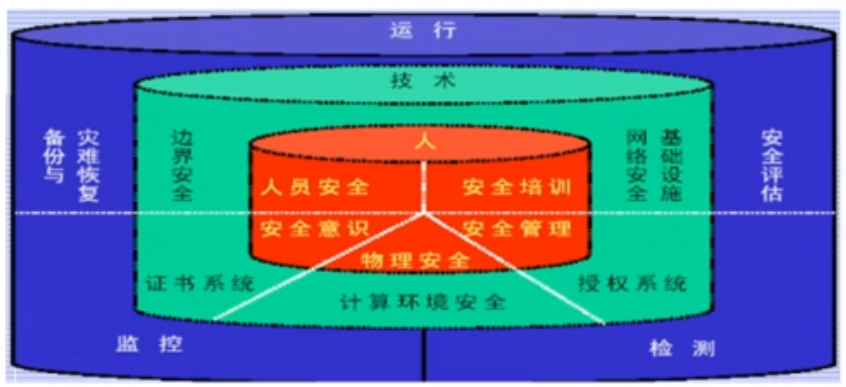 运行
技术
人
备份与
灾难恢复
边界安全
人员安全
安全培训
网络安全
基础设施
安全评估
安全意识
安全管理
物理安全
证书系统
计算环境安全
授权系统
监控
检测